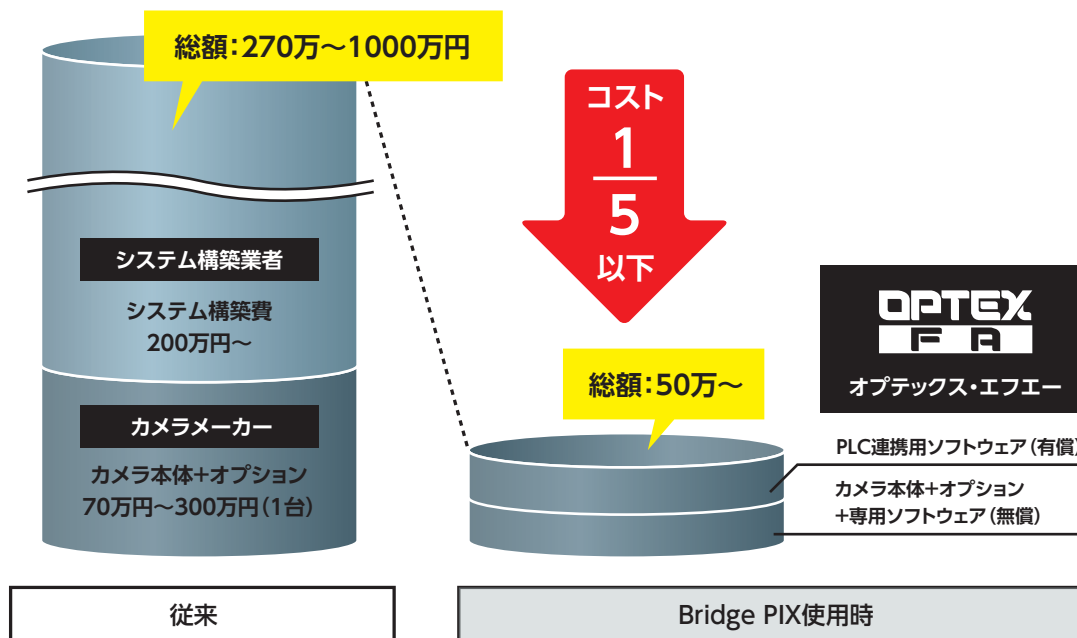 総額：270万～1000万円
システム構築業者
システム構築費
200万円～
カメラメーカー
カメラ本体+オプション
70万円～300万円（1台）
従来
コスト
1
5
以下
総額：50万～
OPTEX
FA
オプテックス・エフエー
PLC連携用ソフトウェア（有償）
カメラ本体+オプション
+専用ソフトウェア（無償）
Bridge PIX使用時